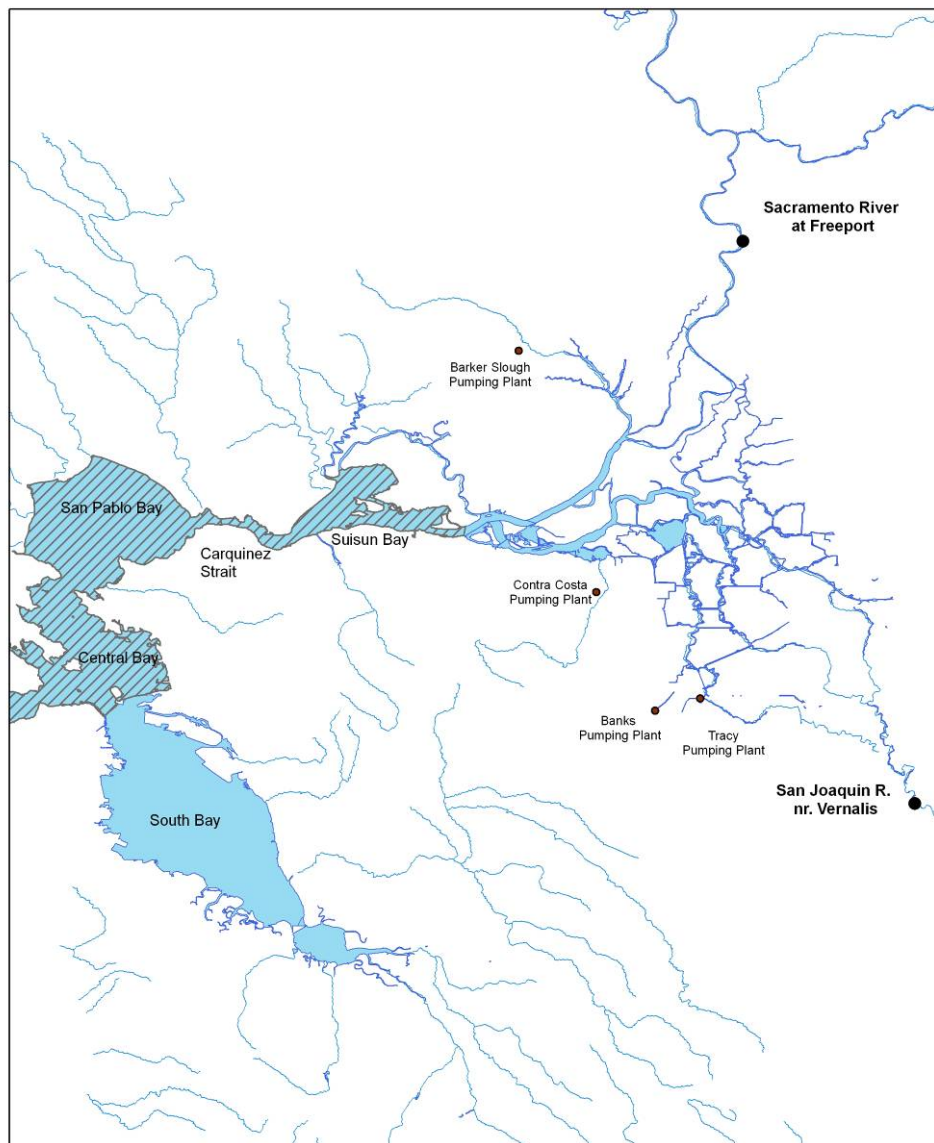 Sacramento River
at Freeport
Barker Slough
Pumping Plant
San Pablo Bay
Carquinez
Strait
Suisun Bay
Contra Costa
Pumping Plant
Central Bay
Banks
Pumping Plant
Tracy
Pumping Plant
San Joaquin R.
nr. Vernalis
South Bay